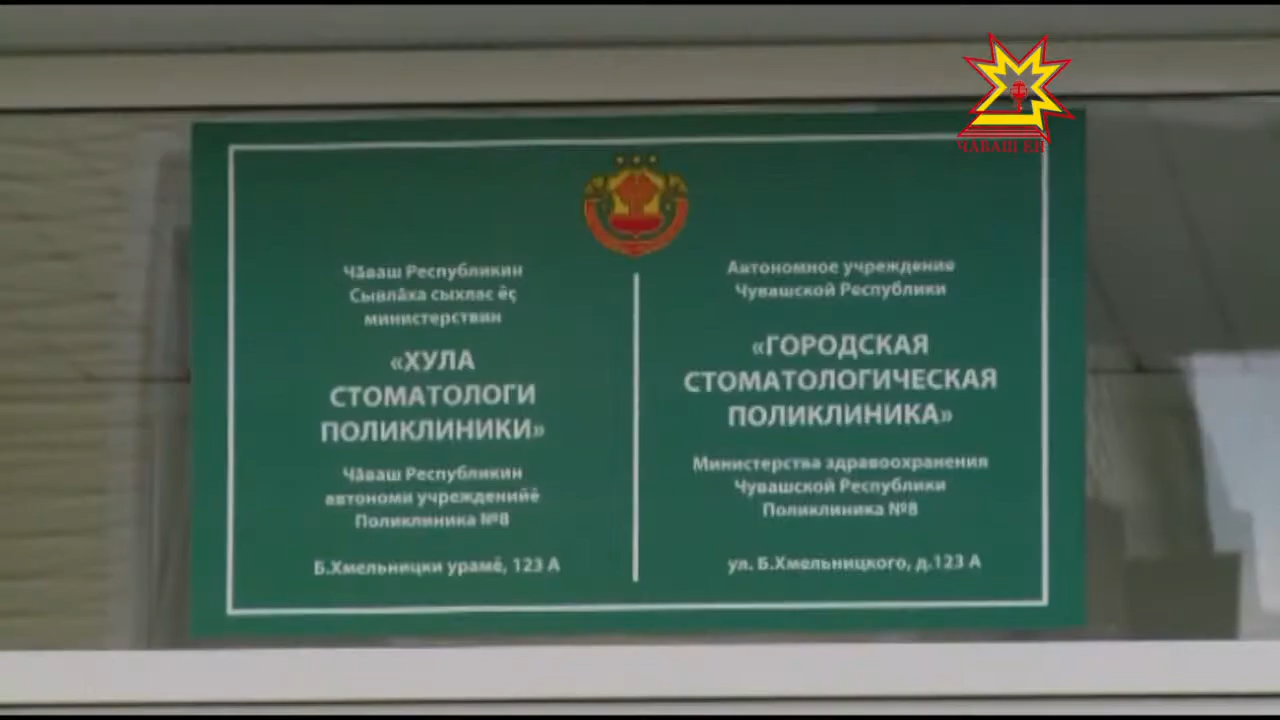 ЧӐВАШ ЕН
Чӑваш Республикин
Сывлӑха сыхлас ӗҫ
министерствин
«ХУЛА
СТОМАТОЛОГИ
ПОЛИКЛИНИКИ»
Чӑваш Республикин
автономи учрежденийӗ
Поликлиника №8
Б.Хмельницки урамӗ, 123 А
Автономное учреждение
Чувашской Республики
«ГОРОДСКАЯ
СТОМАТОЛОГИЧЕСКАЯ
ПОЛИКЛИНИКА»
Министерства здравоохранения
Чувашской Республики
Поликлиника №8
ул. Б.Хмельницкого, д.123 А